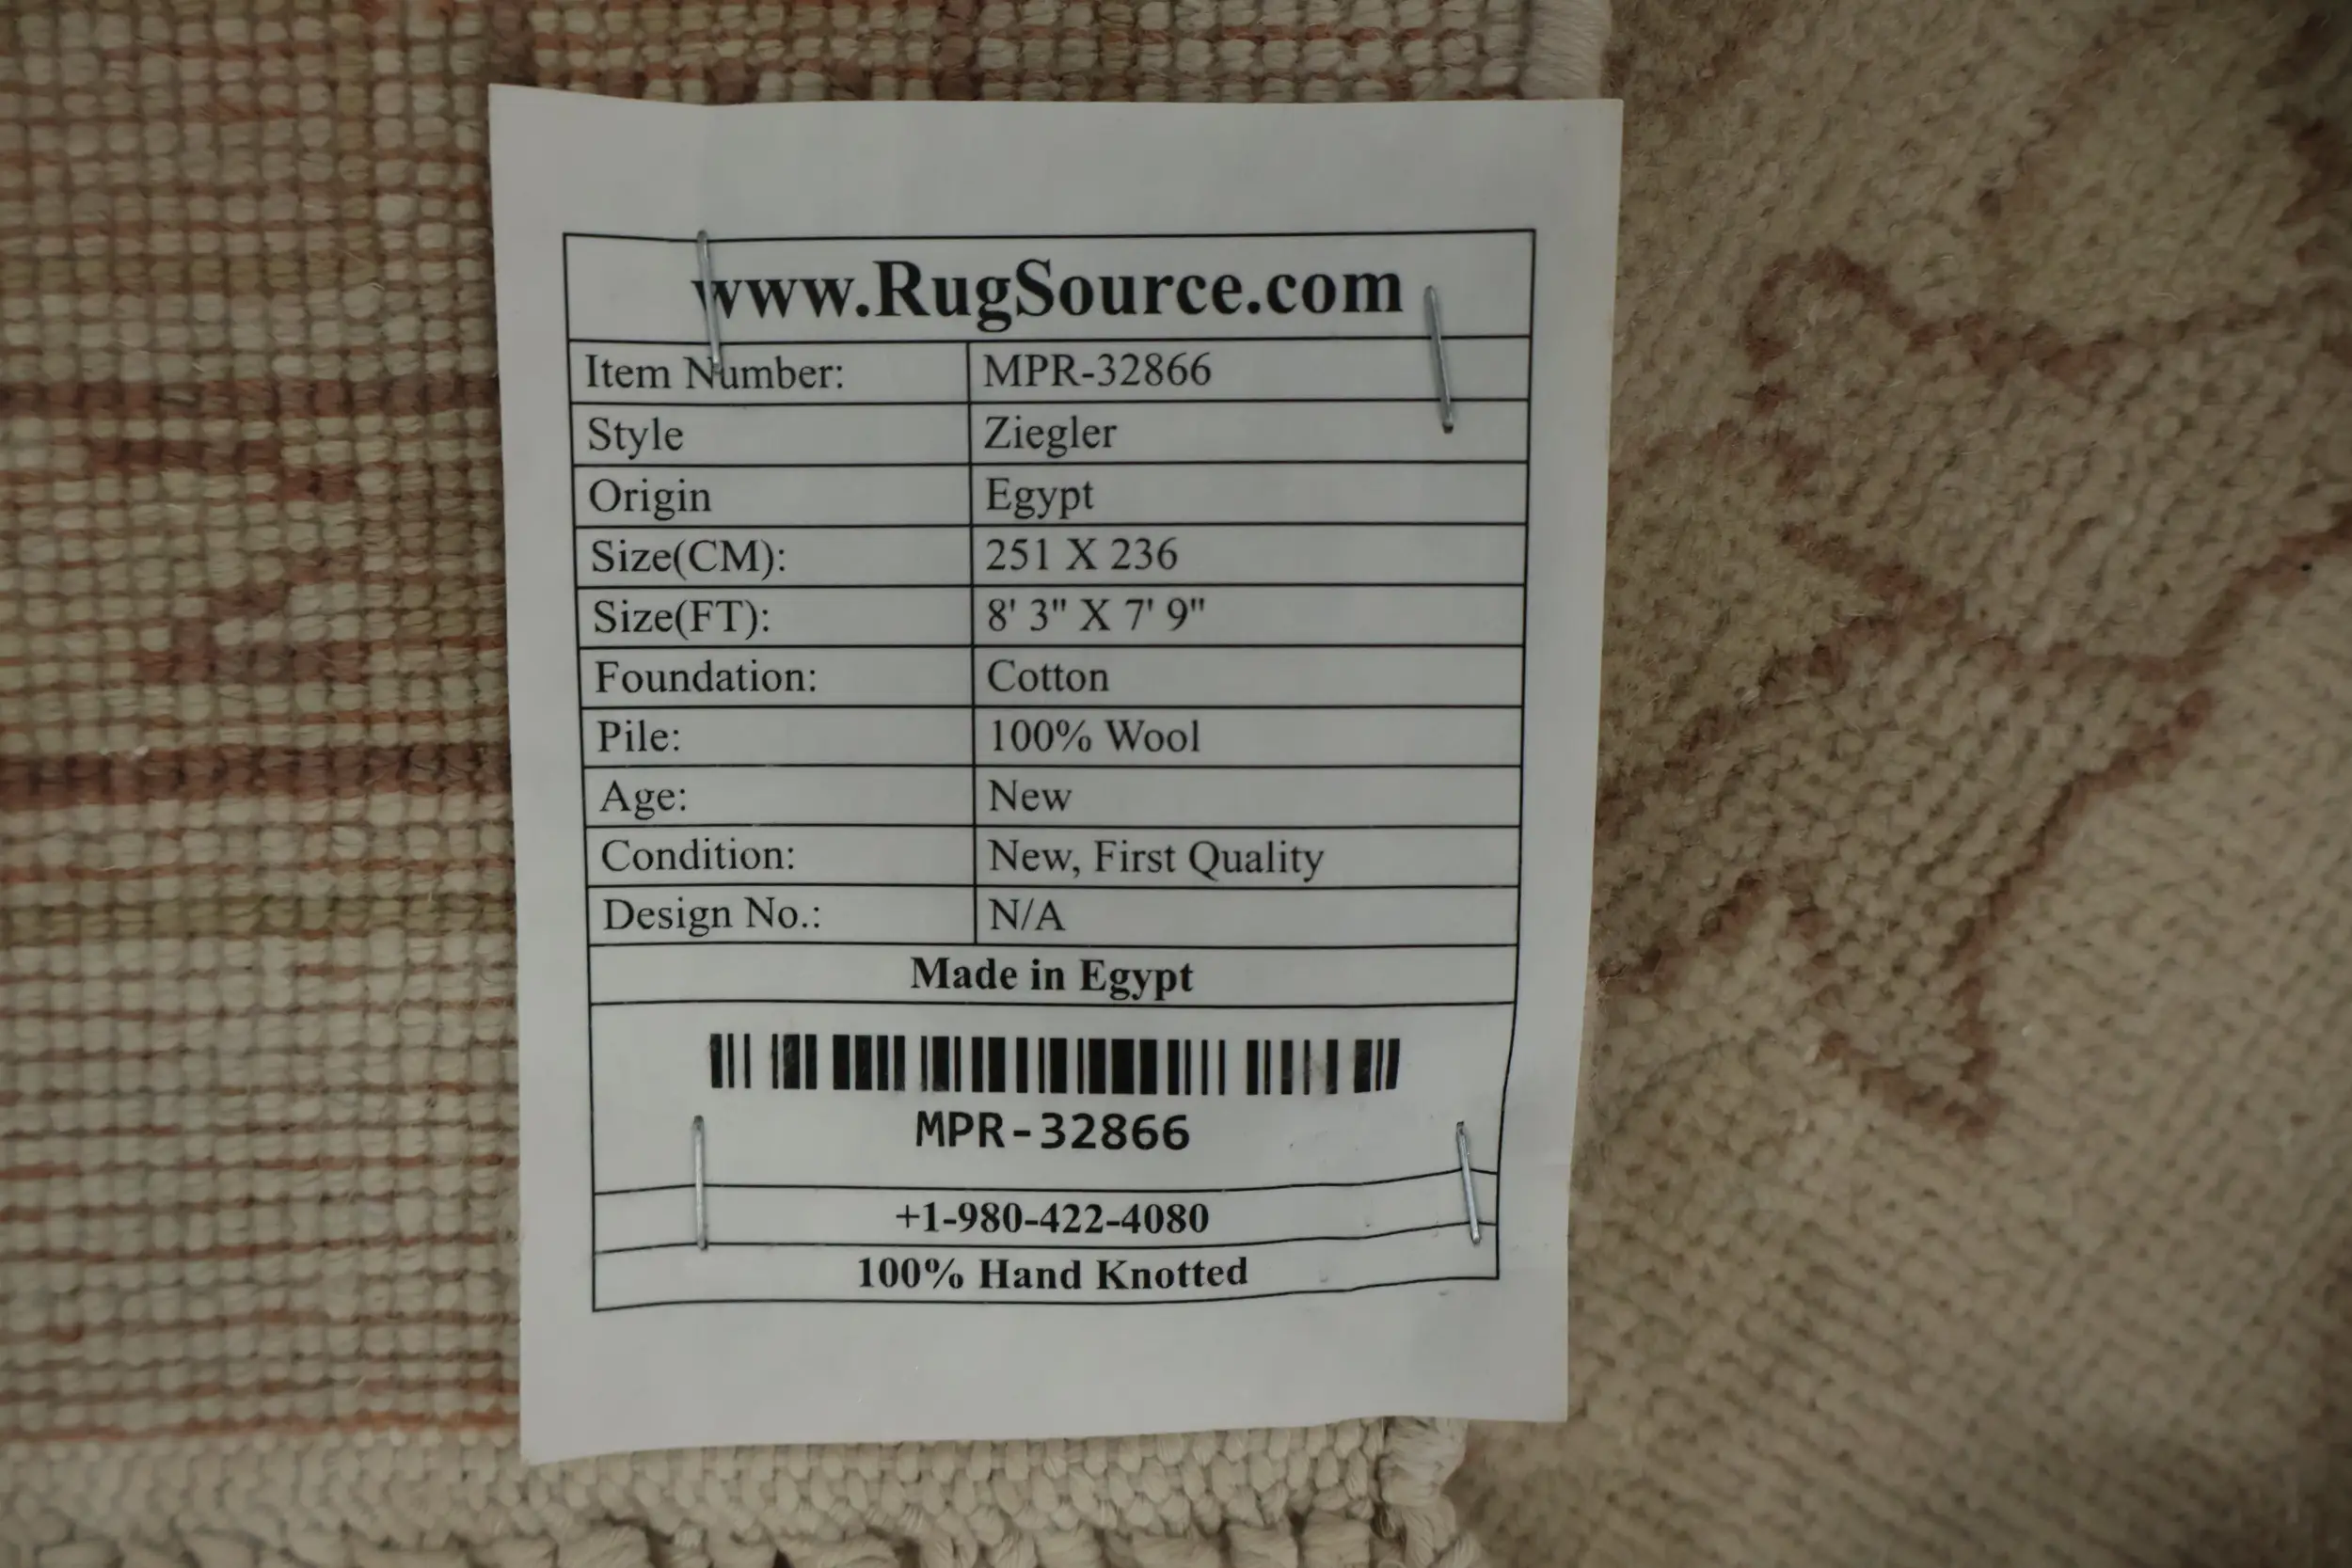 www.RugSource.com
Item Number: MPR-32866
Style Ziegler
Origin Egypt
Size(CM): 251 X 236
Size(FT): 8' 3" X 7' 9"
Foundation: Cotton
Pile: 100% Wool
Age: New
Condition: New, First Quality
Design No.: N/A
Made in Egypt
MPR-32866
+1-980-422-4080
100% Hand Knotted